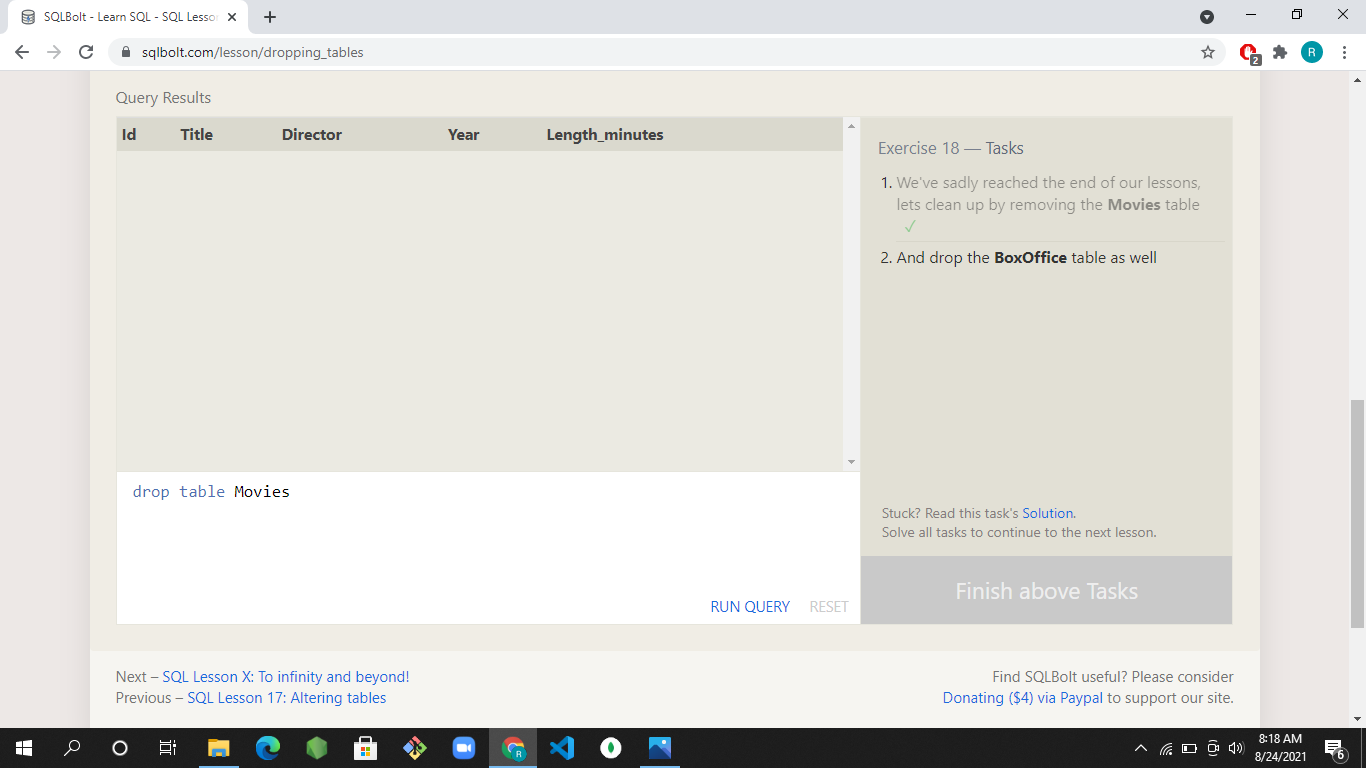 SQLBolt - Learn SQL - SQL Lesson
sqlbolt.com/lesson/dropping_tables
R
2
Query Results
Id Title Director Year Length_minutes
Exercise 18 — Tasks
1. We've sadly reached the end of our lessons,
lets clean up by removing the Movies table
✓
2. And drop the BoxOffice table as well
drop table Movies
Stuck? Read this task's Solution.
Solve all tasks to continue to the next lesson.
RUN QUERY RESET
Finish above Tasks
Next – SQL Lesson X: To infinity and beyond!
Previous – SQL Lesson 17: Altering tables
Find SQLBolt useful? Please consider
Donating ($4) via Paypal to support our site.
R
8:18 AM
8/24/2021
6